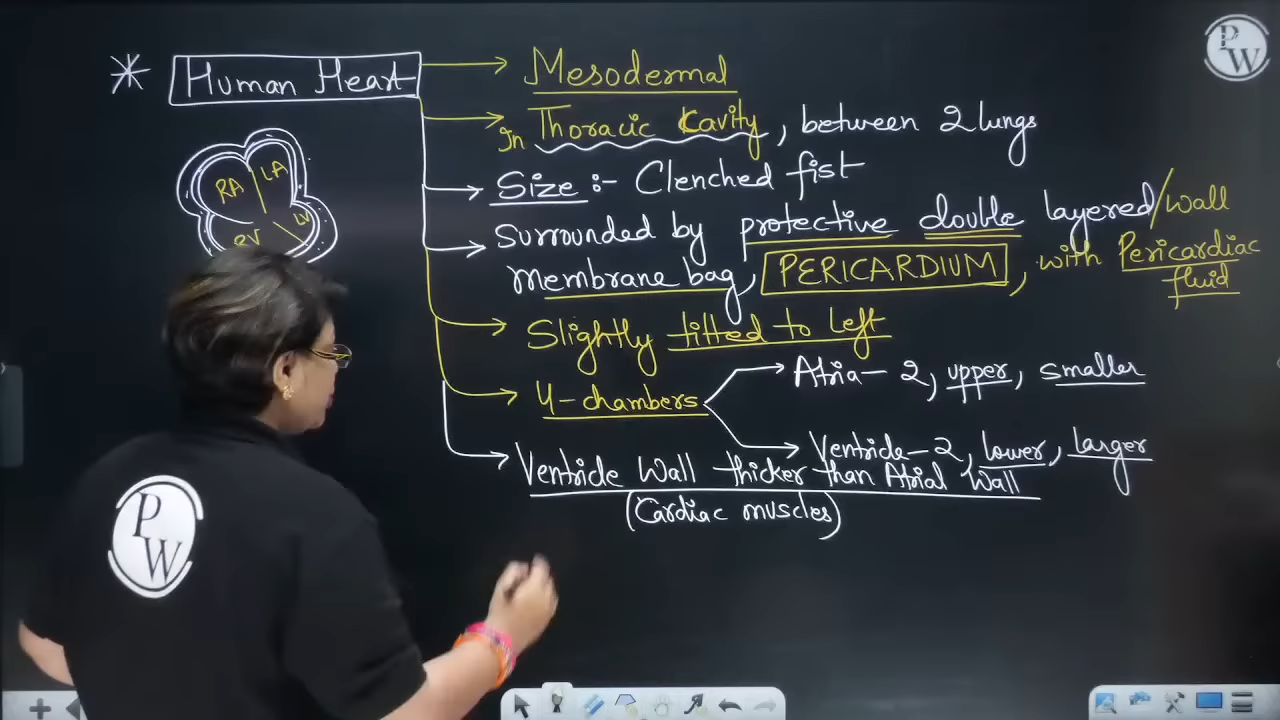 PW
* Human Heart
→ Mesodermal
→ In Thoracic Cavity, between 2 lungs
→ Size :- Clenched fist
→ Surrounded by protective double layered/wall
membrane bag, PERICARDIUM, with Pericardiac
fluid
→ Slightly titted to left
→ 4-chambers
→ Atria - 2, upper, smaller
→ Ventricle - 2, lower, larger
→ Ventricle Wall thicker than Atrial Wall
(Cardiac muscles)
RA LA
RV LV
PW